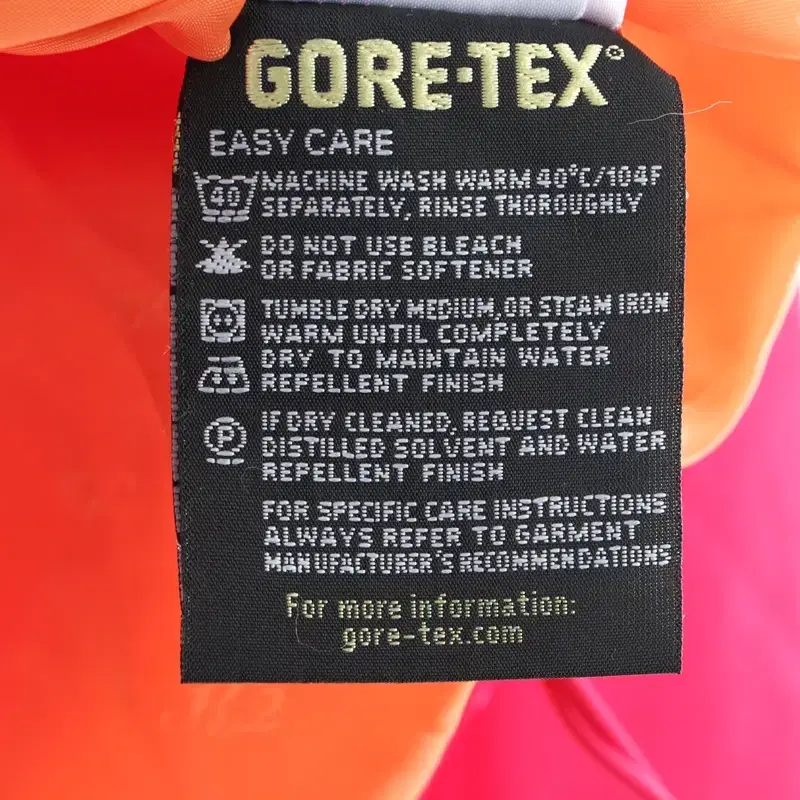 GORE-TEX®
EASY CARE
40 MACHINE WASH WARM 40°C/104F
SEPARATELY, RINSE THOROUGHLY
DO NOT USE BLEACH
OR FABRIC SOFTENER
TUMBLE DRY MEDIUM, OR STEAM IRON
WARM UNTIL COMPLETELY
DRY TO MAINTAIN WATER
REPELLENT FINISH
IF DRY CLEANED, REQUEST CLEAN
P DISTILLED SOLVENT AND WATER
REPELLENT FINISH
FOR SPECIFIC CARE INSTRUCTIONS
ALWAYS REFER TO GARMENT
MANUFACTURER'S RECOMMENDATIONS
For more information:
gore-tex.com